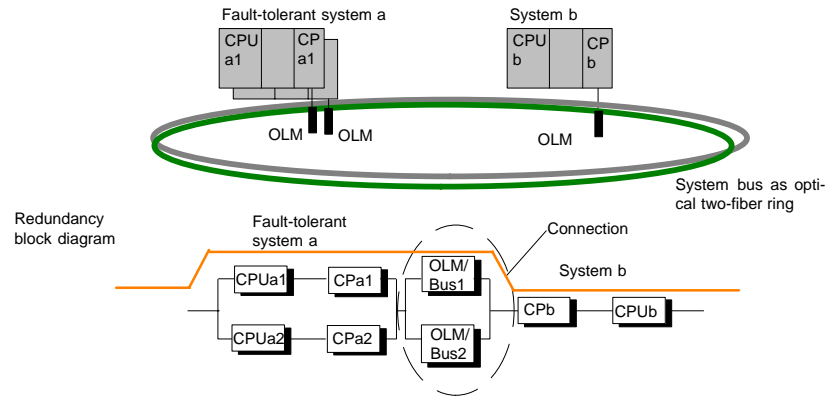 Fault-tolerant system a
System b
CPU
a1
CP
a1
CPU
b
CP
b
OLM
OLM
OLM
System bus as opti-
cal two-fiber ring
Redundancy
block diagram
Fault-tolerant
system a
Connection
System b
OLM/
Bus1
CPUa1
CPa1
CPb
CPUb
CPUa2
CPa2
OLM/
Bus2